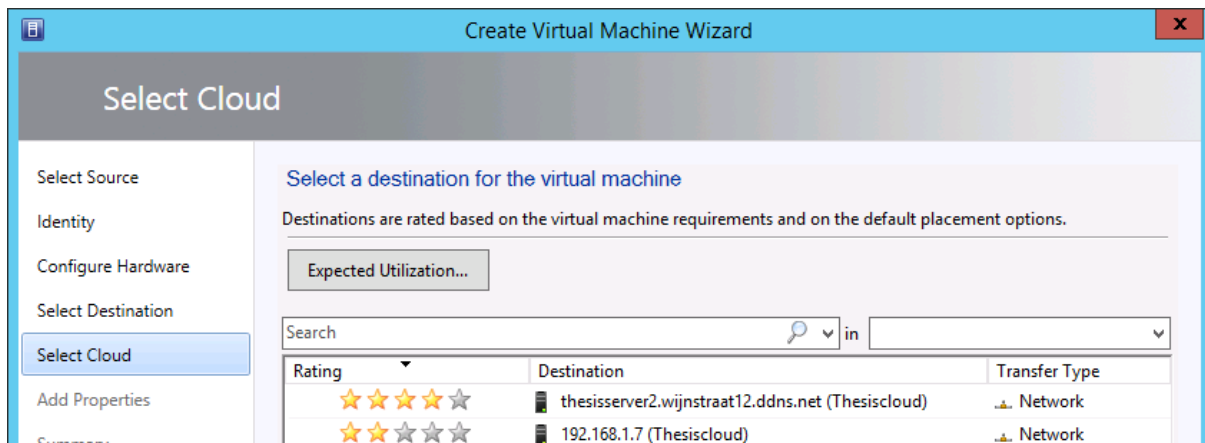 Create Virtual Machine Wizard
x
Select Cloud
Select Source
Identity
Configure Hardware
Select Destination
Select Cloud
Add Properties
Summary
Select a destination for the virtual machine
Destinations are rated based on the virtual machine requirements and on the default placement options.
Expected Utilization...
Search in
Rating Destination Transfer Type
thesisserver2.wijnstraat12.ddns.net (Thesiscloud) Network
192.168.1.7 (Thesiscloud) Network